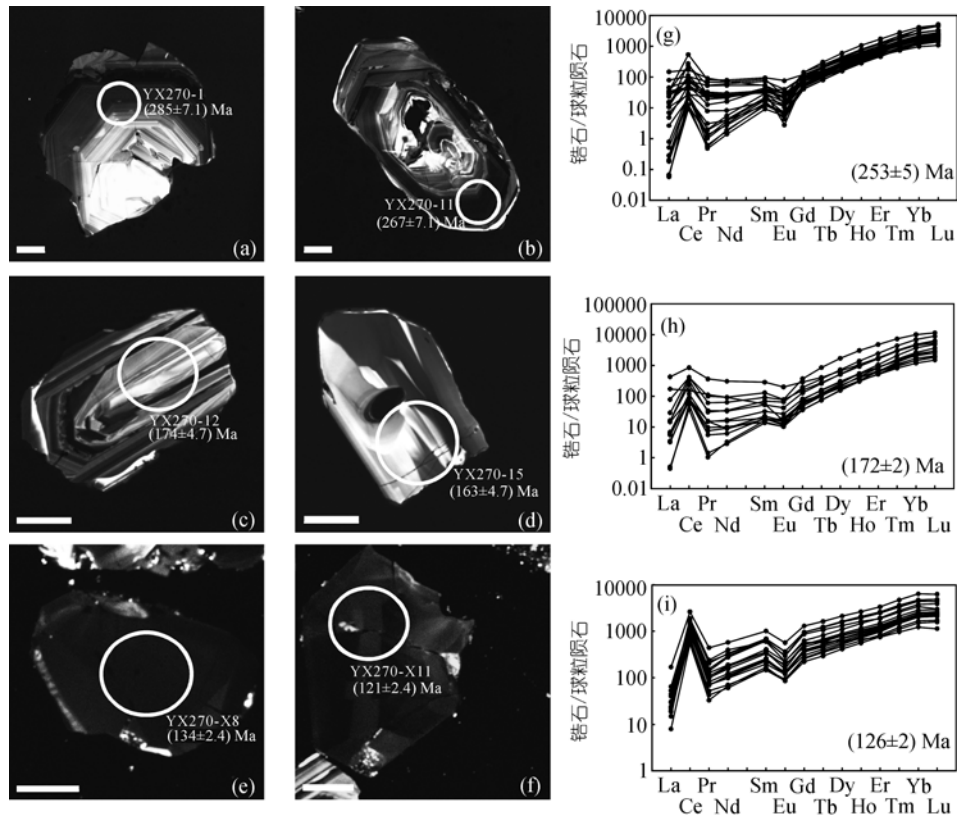 YX270-1
(285±7.1) Ma
(a)
YX270-11
(267±7.1) Ma
(b)
(g)
10000
1000
100
10
1
0.1
0.01
锆石/球粒陨石
(253±5) Ma
La Pr Sm Gd Dy Er Yb
Ce Nd Eu Tb Ho Tm Lu
YX270-12
(174±4.7) Ma
(c)
YX270-15
(163±4.7) Ma
(d)
(h)
100000
10000
1000
100
10
1
0.01
锆石/球粒陨石
(172±2) Ma
La Pr Sm Gd Dy Er Yb
Ce Nd Eu Tb Ho Tm Lu
YX270-X8
(134±2.4) Ma
(e)
YX270-X11
(121±2.4) Ma
(f)
(i)
10000
1000
100
10
1
锆石/球粒陨石
(126±2) Ma
La Pr Sm Gd Dy Er Yb
Ce Nd Eu Tb Ho Tm Lu